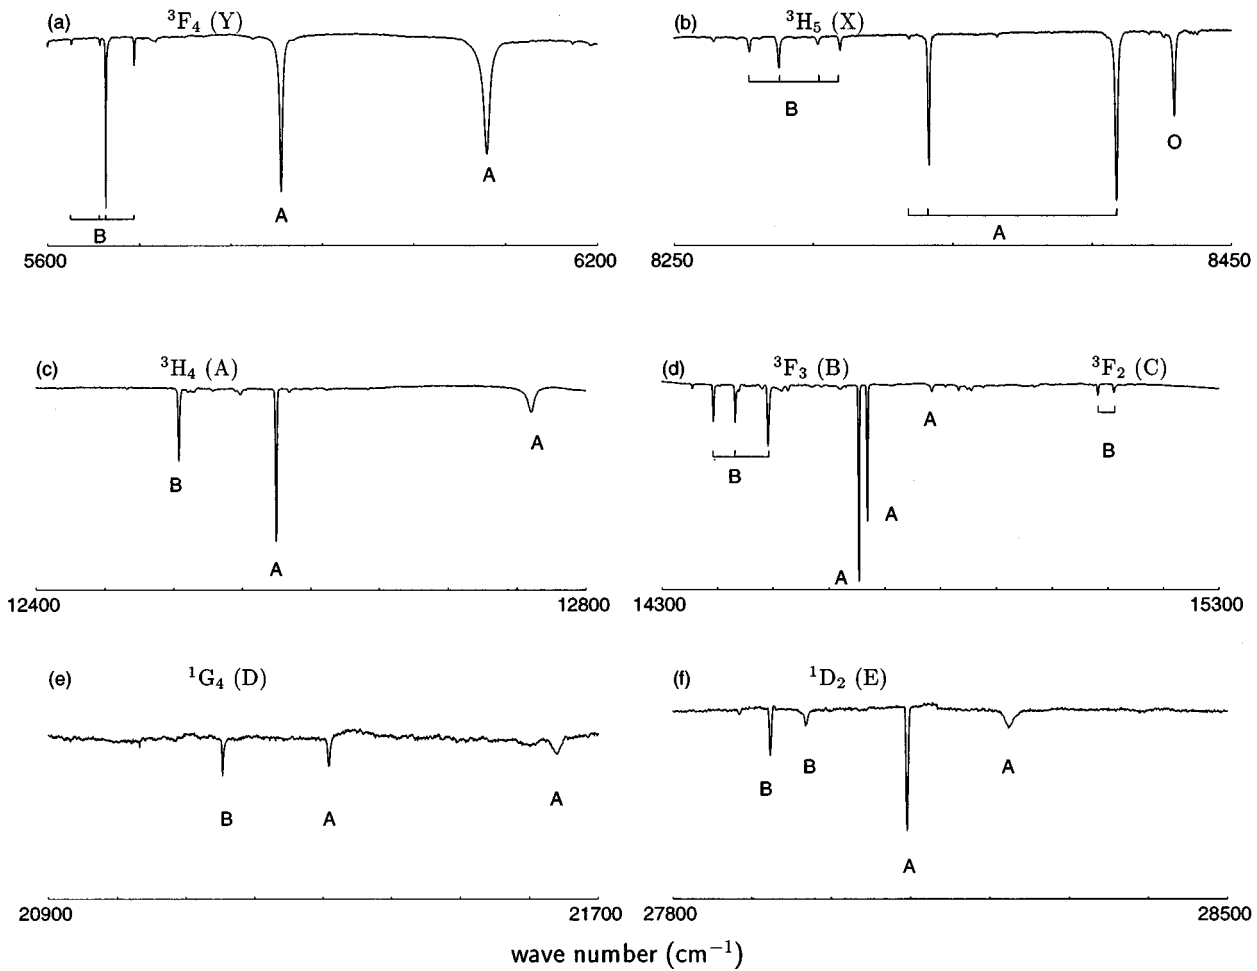 (a) ³F₄ (Y)
A
A
B
5600 6200
(b) ³H₅ (X)
B
O
A
8250 8450
(c) ³H₄ (A)
B
A
A
12400 12800
(d) ³F₃ (B) ³F₂ (C)
A
B
B
A
A
14300 15300
(e) ¹G₄ (D)
B
A
A
20900 21700
(f) ¹D₂ (E)
B
B
A
A
27800 28500
wave number (cm⁻¹)